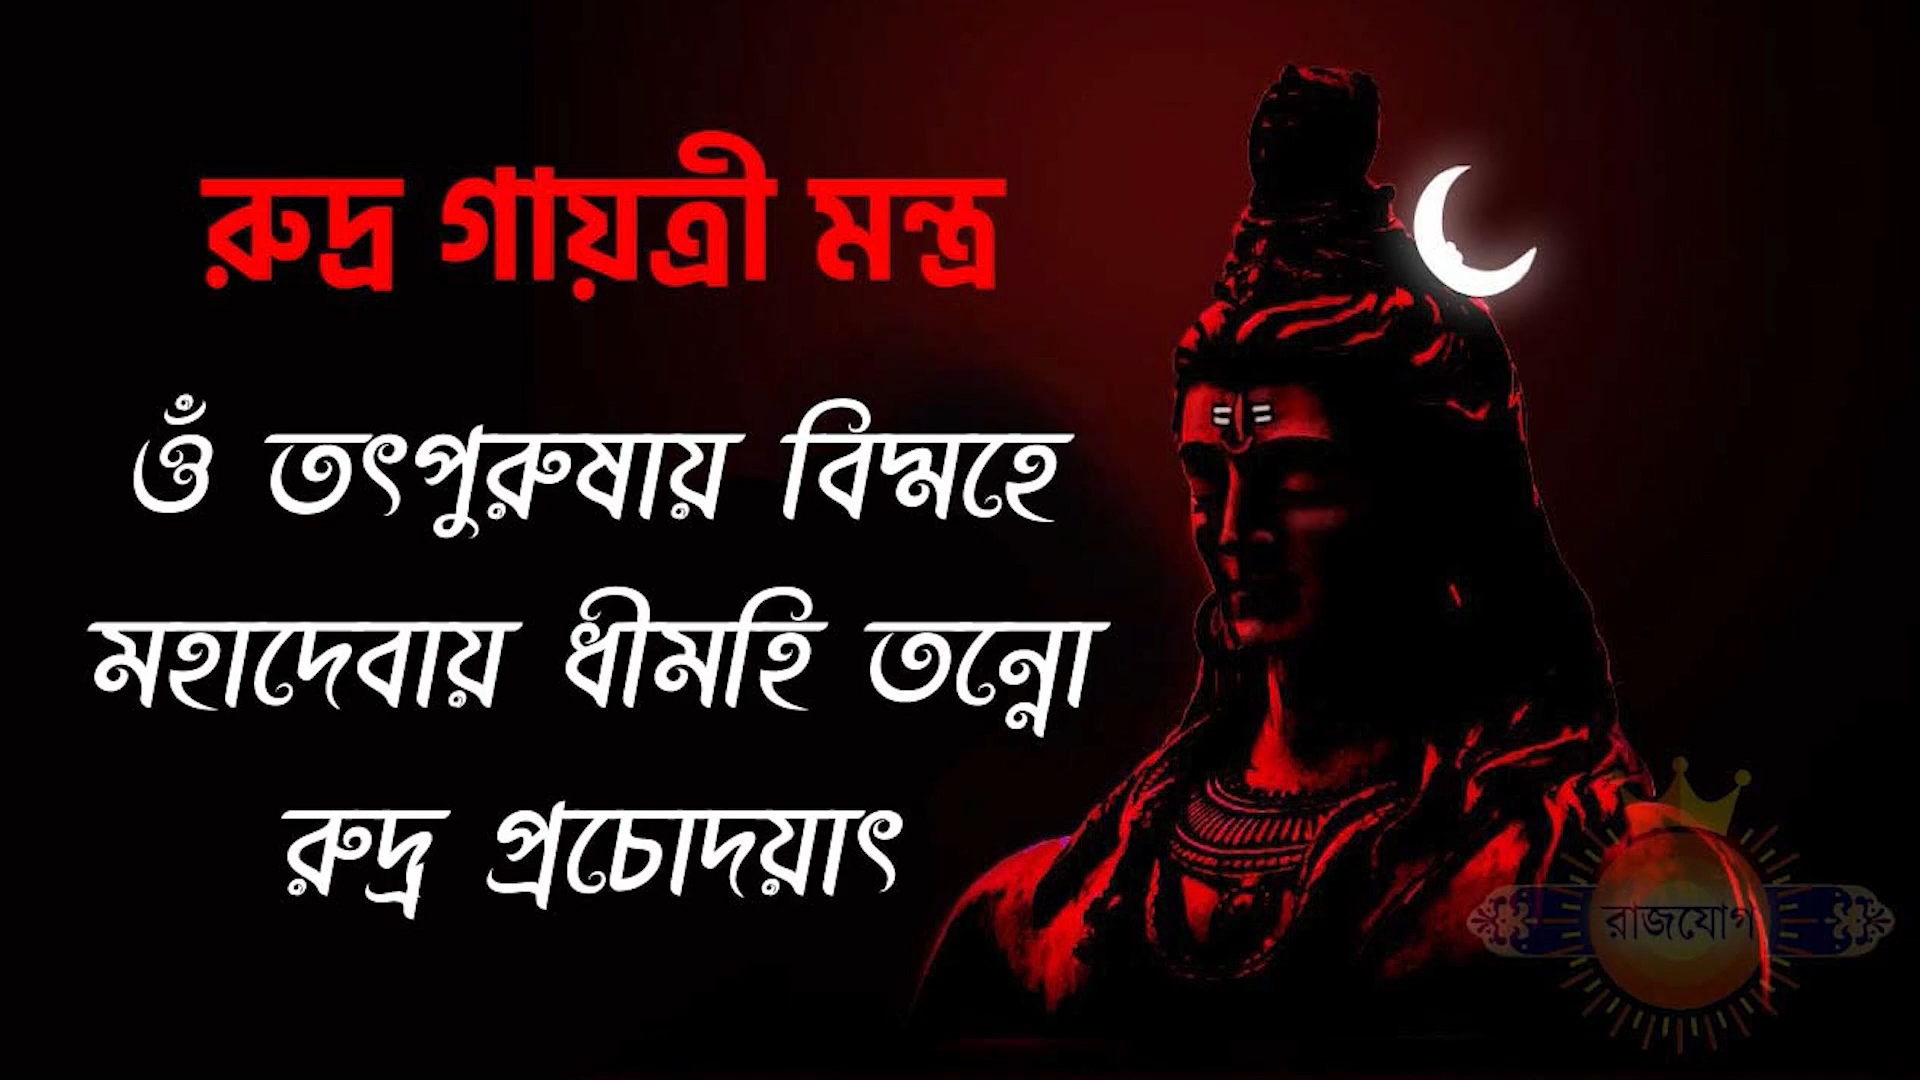 রুদ্র গায়ত্রী মন্ত্র
ওঁ তৎপুরুষায় বিদ্মহে
মহাদেবায় ধীমহি তন্নো
রুদ্র প্রচোদয়াৎ
রাজযোগ